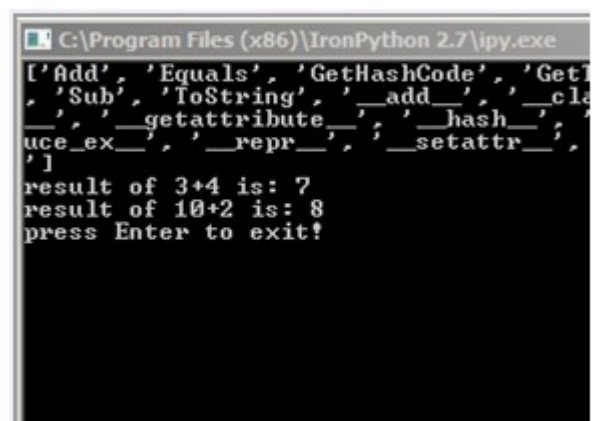 C:\Program Files (x86)\IronPython 2.7\ipy.exe
['Add', 'Equals', 'GetHashCode',
, 'Sub', 'ToString', '__add__',
__', '__getattribute__', '__hash__', '
uce_ex__', '__repr__', '__setattr__',
']
result of 3+4 is: 7
result of 10+2 is: 8
press Enter to exit!